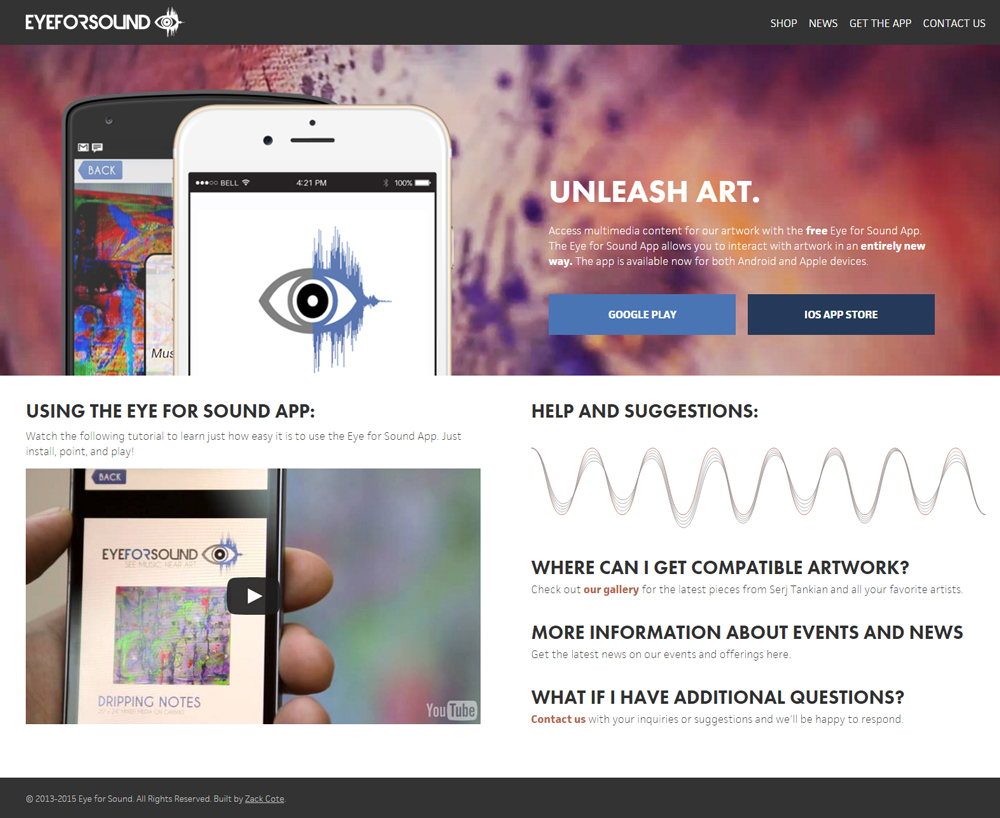 EYEFORSOUND
SHOP NEWS GET THE APP CONTACT US
BACK
BELL 4:21 PM 100%
Mus
UNLEASH ART.
Access multimedia content for our artwork with the free Eye for Sound App.
The Eye for Sound App allows you to interact with artwork in an entirely new
way. The app is available now for both Android and Apple devices.
GOOGLE PLAY
IOS APP STORE
USING THE EYE FOR SOUND APP:
Watch the following tutorial to learn just how easy it is to use the Eye for Sound App. Just
install, point, and play!
BACK
EYEFORSOUND
SEE MUSIC. HEAR ART.
DRIPPING NOTES
YouTube
HELP AND SUGGESTIONS:
WHERE CAN I GET COMPATIBLE ARTWORK?
Check out our gallery for the latest pieces from Serj Tankian and all your favorite artists.
MORE INFORMATION ABOUT EVENTS AND NEWS
Get the latest news on our events and offerings here.
WHAT IF I HAVE ADDITIONAL QUESTIONS?
Contact us with your inquiries or suggestions and we'll be happy to respond.
© 2013-2015 Eye for Sound. All Rights Reserved. Built by Zack Cote.